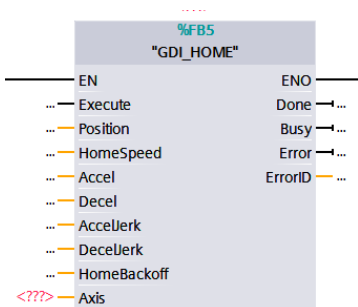 %FB5
"GDI_HOME"
EN ENO
... Execute Done ...
... Position Busy ...
... HomeSpeed Error ...
... Accel ErrorID ...
... Decel
... AccelJerk
... DecelJerk
... HomeBackoff
<???> Axis